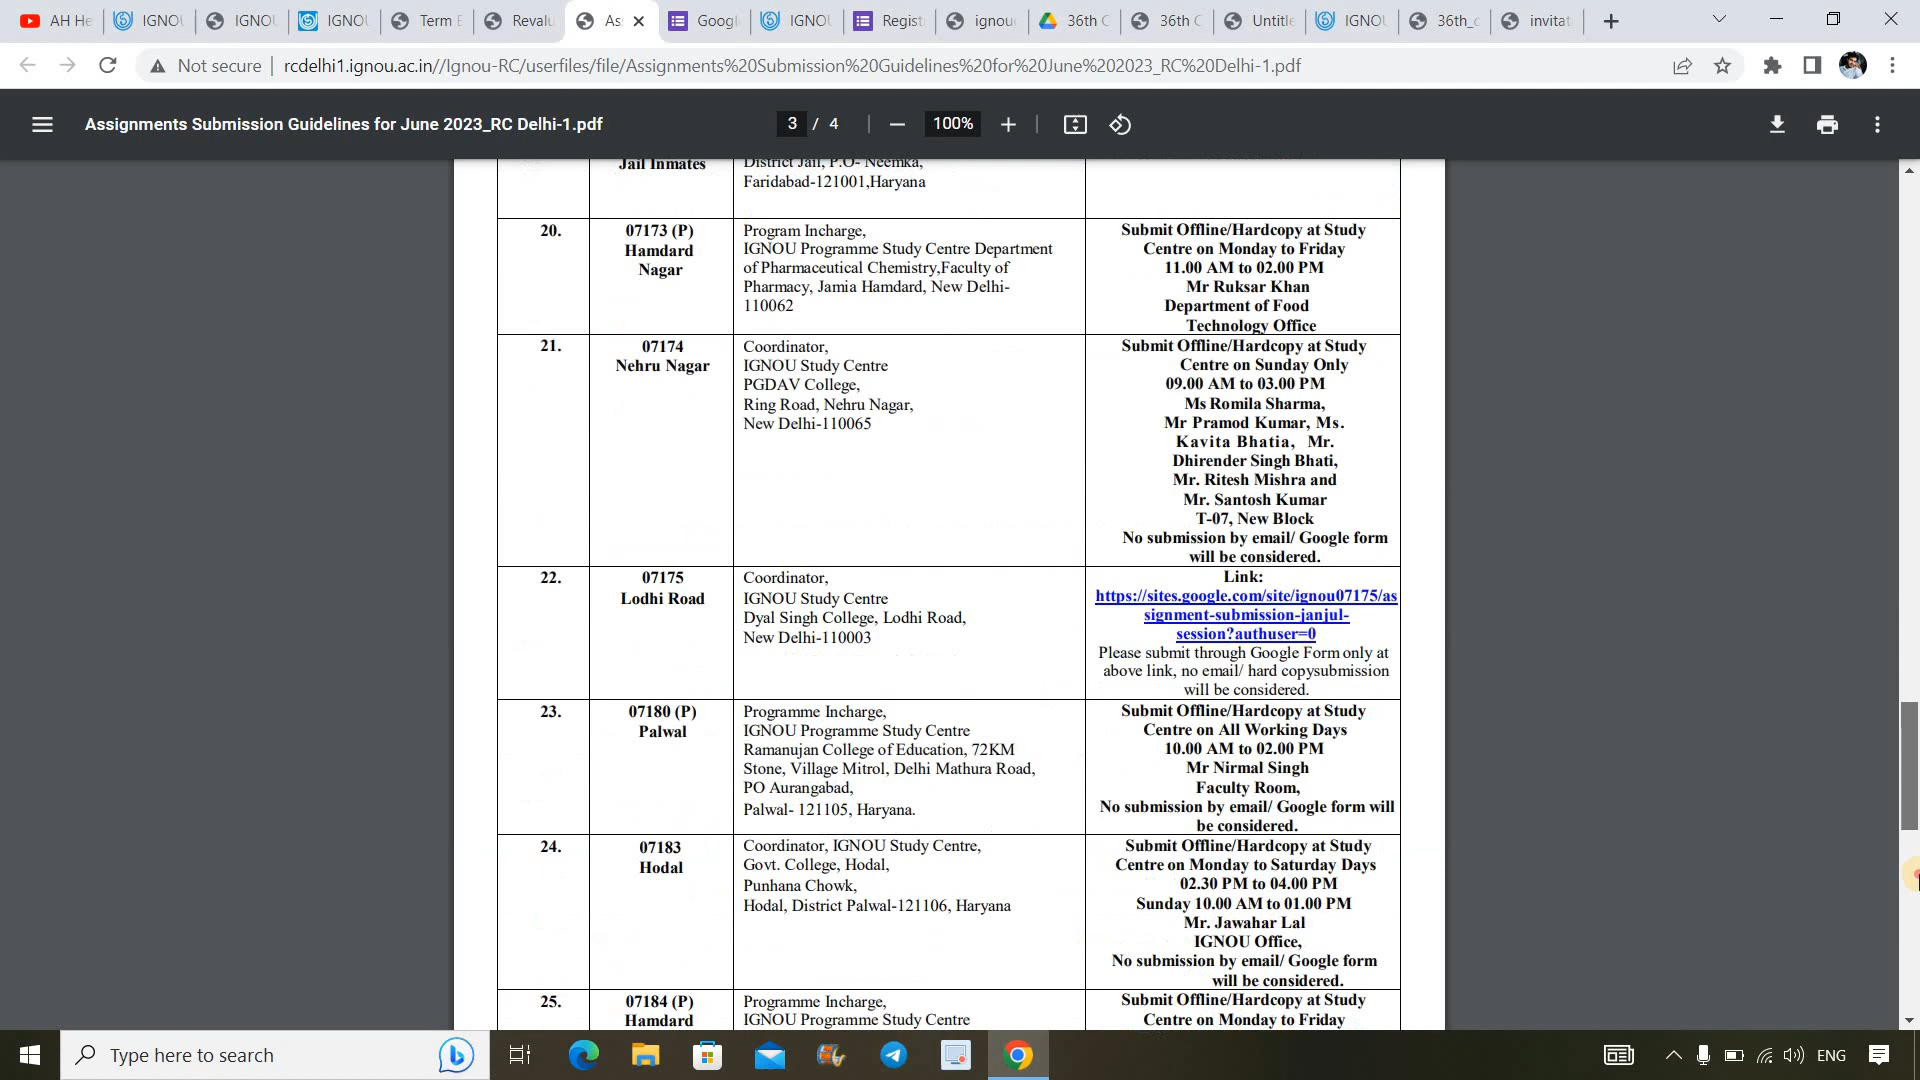 AH He
IGNOU
IGNOU
IGNOU
Term E
Revalu
As
Googl
IGNOU
Registr
ignou
36th C
36th C
Untitle
IGNOU
36th_c
invitat
Not secure
rcdelhi1.ignou.ac.in//Ignou-RC/userfiles/file/Assignments%20Submission%20Guidelines%20for%20June%202023_RC%20Delhi-1.pdf
Assignments Submission Guidelines for June 2023_RC Delhi-1.pdf
3 / 4
100%
Jail Inmates
District Jail, P.O- Neemka,
Faridabad-121001,Haryana
20.
07173 (P)
Hamdard
Nagar
Program Incharge,
IGNOU Programme Study Centre Department
of Pharmaceutical Chemistry,Faculty of
Pharmacy, Jamia Hamdard, New Delhi-
110062
Submit Offline/Hardcopy at Study
Centre on Monday to Friday
11.00 AM to 02.00 PM
Mr Ruksar Khan
Department of Food
Technology Office
21.
07174
Nehru Nagar
Coordinator,
IGNOU Study Centre
PGDAV College,
Ring Road, Nehru Nagar,
New Delhi-110065
Submit Offline/Hardcopy at Study
Centre on Sunday Only
09.00 AM to 03.00 PM
Ms Romila Sharma,
Mr Pramod Kumar, Ms.
Kavita Bhatia, Mr.
Dhirender Singh Bhati,
Mr. Ritesh Mishra and
Mr. Santosh Kumar
T-07, New Block
No submission by email/ Google form
will be considered.
22.
07175
Lodhi Road
Coordinator,
IGNOU Study Centre
Dyal Singh College, Lodhi Road,
New Delhi-110003
Link:
https://sites.google.com/site/ignou07175/as
signment-submission-janjul-
session?authuser=0
Please submit through Google Form only at
above link, no email/ hard copysubmission
will be considered.
23.
07180 (P)
Palwal
Programme Incharge,
IGNOU Programme Study Centre
Ramanujan College of Education, 72KM
Stone, Village Mitrol, Delhi Mathura Road,
PO Aurangabad,
Palwal- 121105, Haryana.
Submit Offline/Hardcopy at Study
Centre on All Working Days
10.00 AM to 02.00 PM
Mr Nirmal Singh
Faculty Room,
No submission by email/ Google form will
be considered.
24.
07183
Hodal
Coordinator, IGNOU Study Centre,
Govt. College, Hodal,
Punhana Chowk,
Hodal, District Palwal-121106, Haryana
Submit Offline/Hardcopy at Study
Centre on Monday to Saturday Days
02.30 PM to 04.00 PM
Sunday 10.00 AM to 01.00 PM
Mr. Jawahar Lal
IGNOU Office,
No submission by email/ Google form
will be considered.
25.
07184 (P)
Hamdard
Programme Incharge,
IGNOU Programme Study Centre
Submit Offline/Hardcopy at Study
Centre on Monday to Friday
Type here to search
ENG